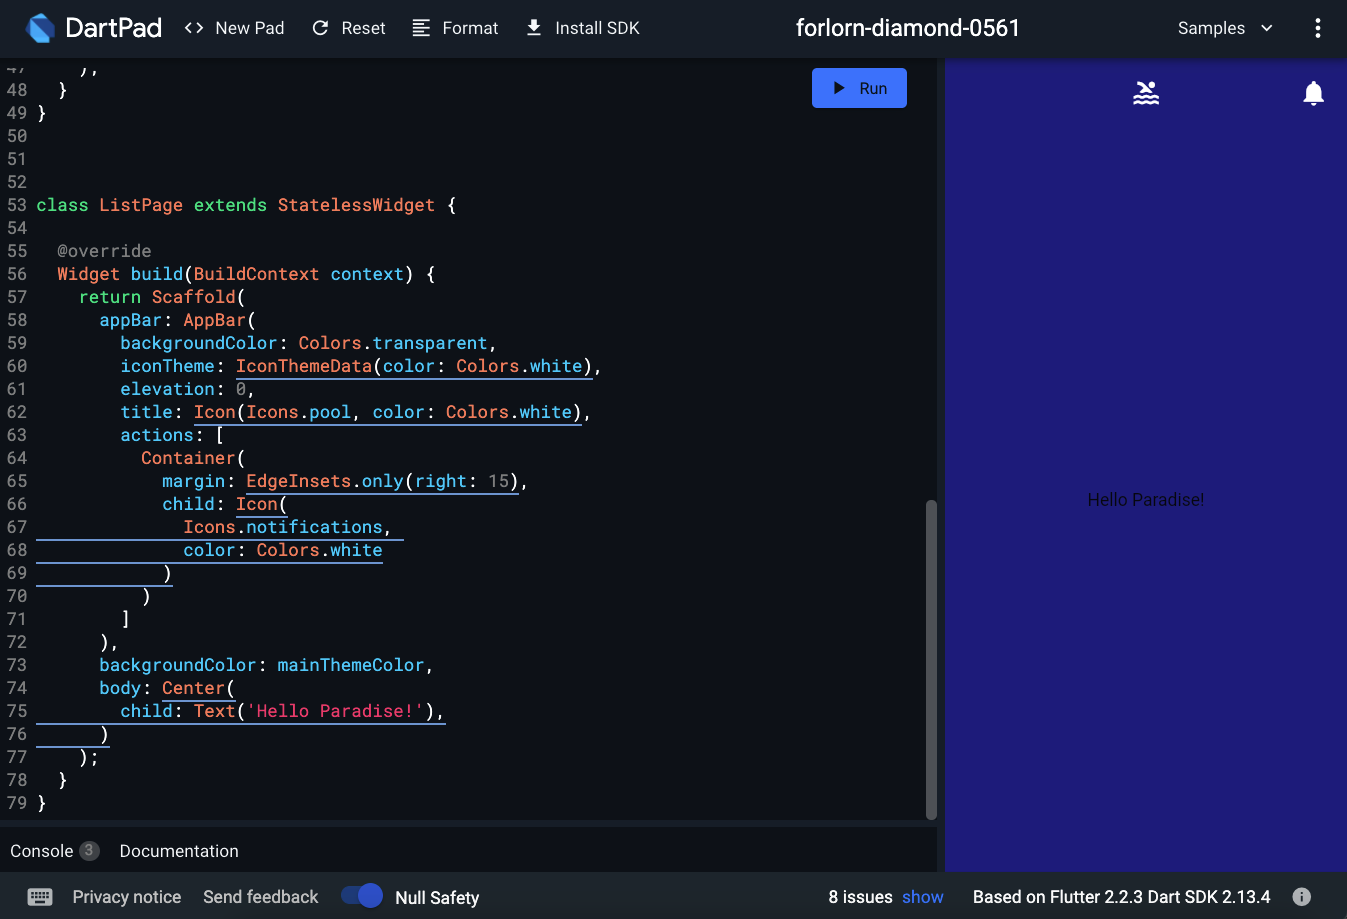 DartPad
<> New Pad
Reset
Format
Install SDK
forlorn-diamond-0561
Samples
47 ),
48 }
49 }
50
51
52
53 class ListPage extends StatelessWidget {
54
55 @override
56 Widget build(BuildContext context) {
57 return Scaffold(
58 appBar: AppBar(
59 backgroundColor: Colors.transparent,
60 iconTheme: IconThemeData(color: Colors.white),
61 elevation: 0,
62 title: Icon(Icons.pool, color: Colors.white),
63 actions: [
64 Container(
65 margin: EdgeInsets.only(right: 15),
66 child: Icon(
67 Icons.notifications,
68 color: Colors.white
69 )
70 )
71 ]
72 ),
73 backgroundColor: mainThemeColor,
74 body: Center(
75 child: Text('Hello Paradise!'),
76 )
77 );
78 }
79 }
Run
Hello Paradise!
Console 3
Documentation
Privacy notice
Send feedback
Null Safety
8 issues show
Based on Flutter 2.2.3 Dart SDK 2.13.4